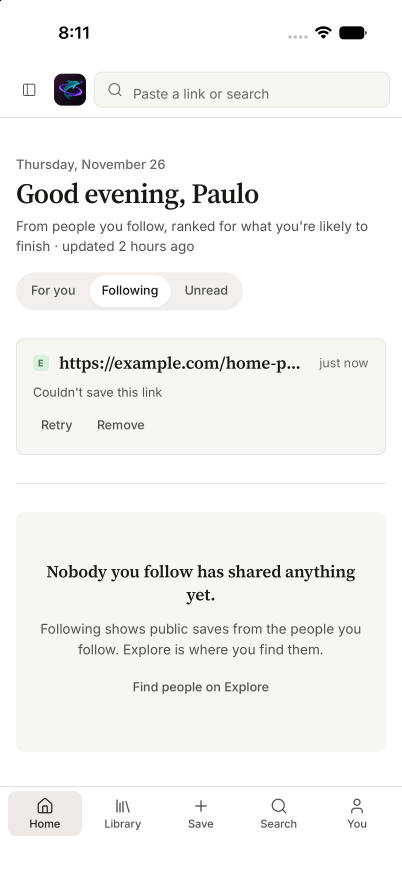 8:11
Paste a link or search
Thursday, November 26
Good evening, Paulo
From people you follow, ranked for what you're likely to
finish · updated 2 hours ago
For you Following Unread
E https://example.com/home-p... just now
Couldn't save this link
Retry Remove
Nobody you follow has shared anything
yet.
Following shows public saves from the people you
follow. Explore is where you find them.
Find people on Explore
Home Library Save Search You